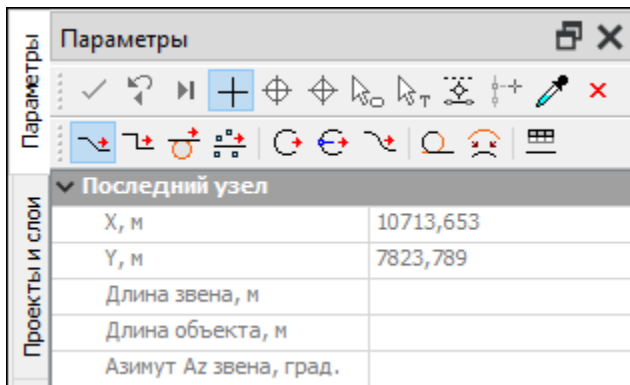 Параметры
Параметры
Проекты и слои
Последний узел
X, м 10713,653
Y, м 7823,789
Длина звена, м
Длина объекта, м
Азимут Az звена, град.